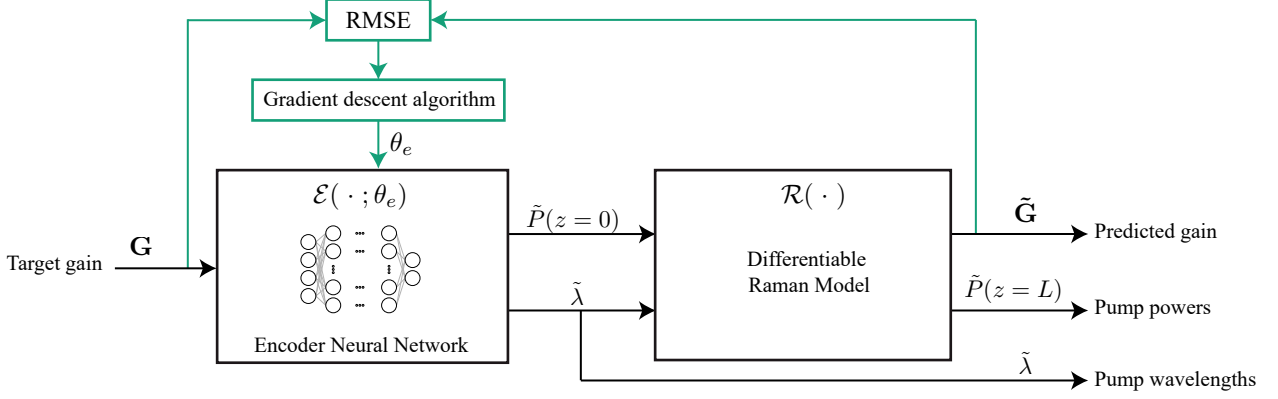 RMSE
Gradient descent algorithm
θ_e
ℰ( · ; θ_e)
Encoder Neural Network
Target gain
G
P̃(z = 0)
λ̃
ℛ( · )
Differentiable
Raman Model
G̃
Predicted gain
P̃(z = L)
Pump powers
λ̃
Pump wavelengths